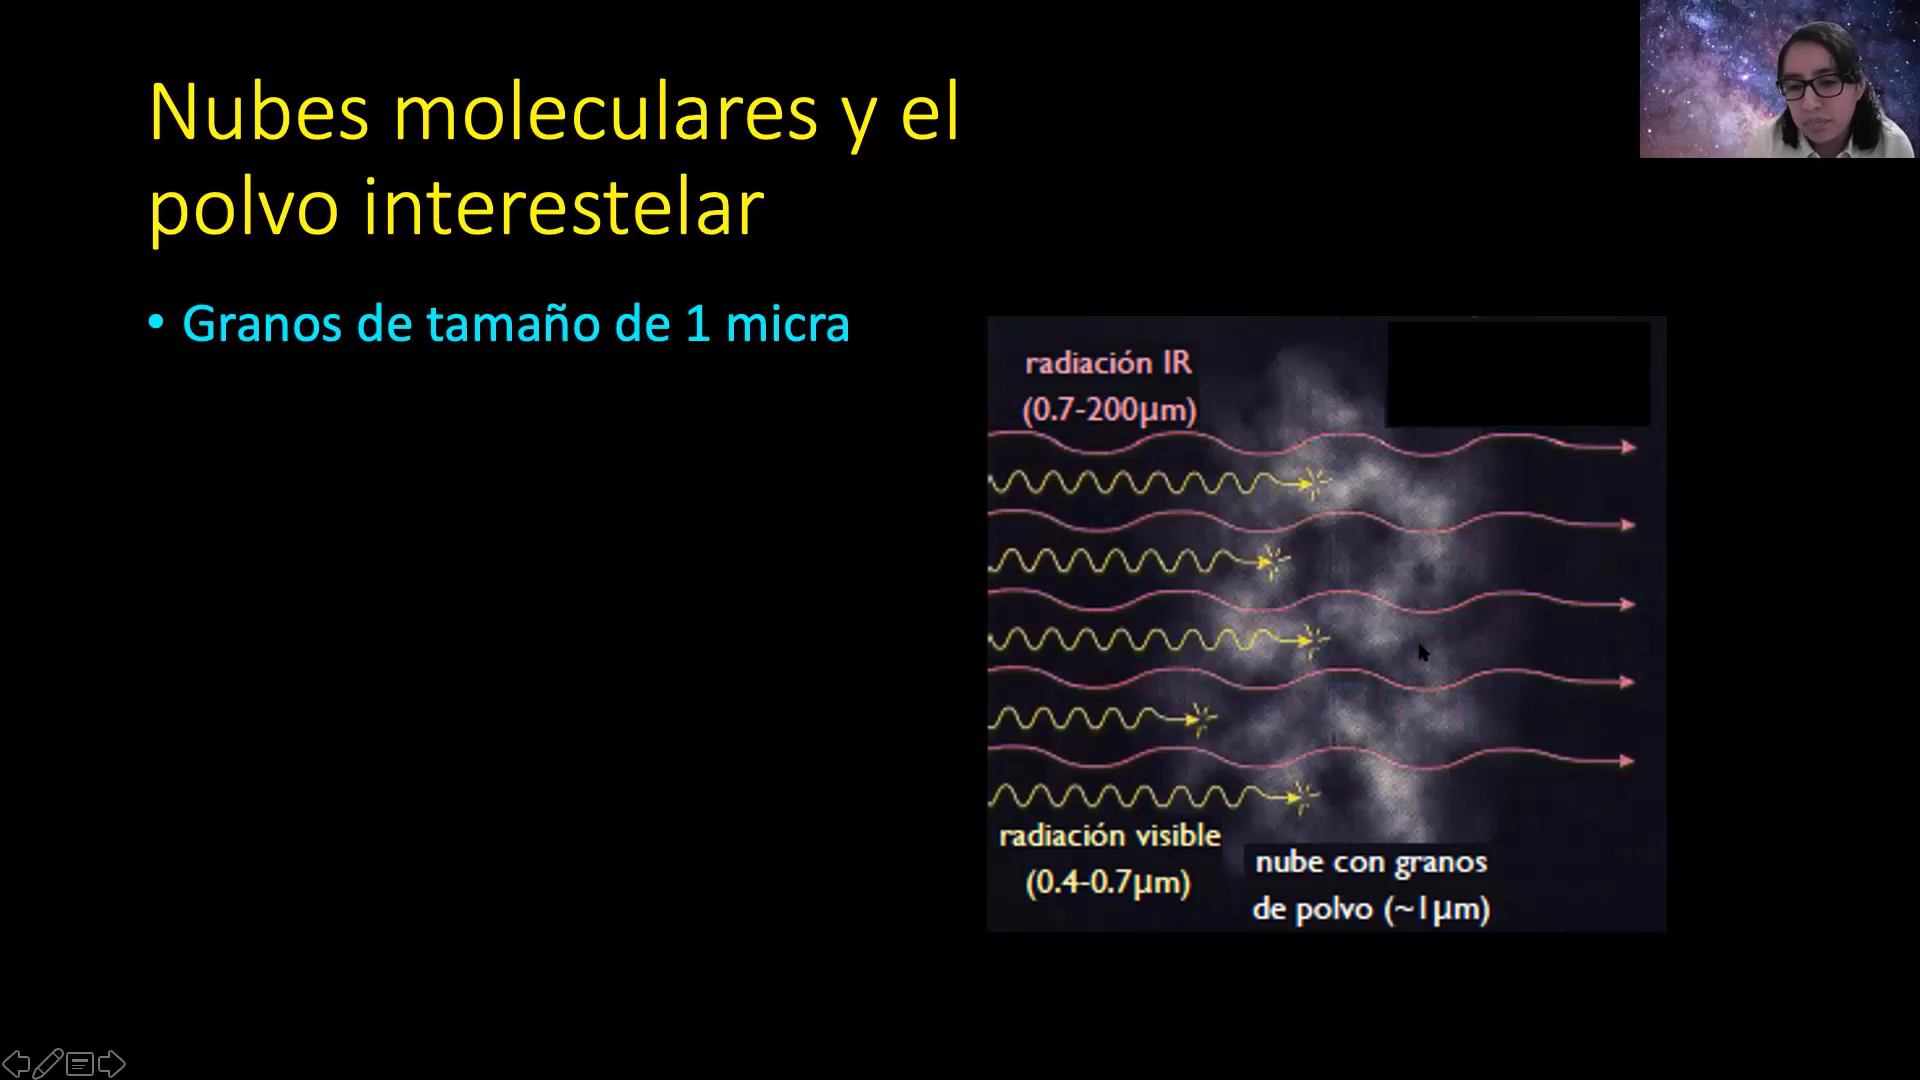 Nubes moleculares y el
polvo interestelar
• Granos de tamaño de 1 micra
radiación IR
(0.7-200µm)
radiación visible
(0.4-0.7µm)
nube con granos
de polvo (~1µm)